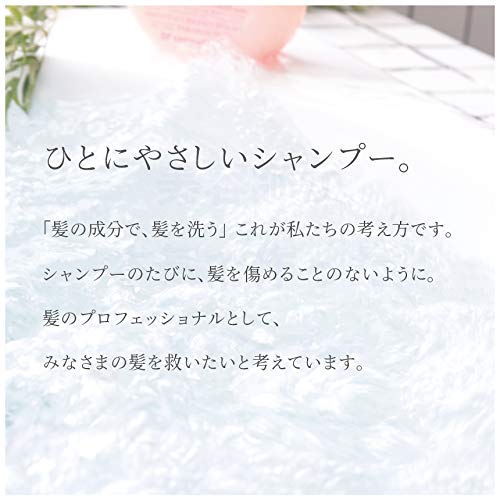 ひとにやさしいシャンプー。
「髪の成分で、髪を洗う」これが私たちの考え方です。
シャンプーのたびに、髪を傷めることのないように。
髪のプロフェッショナルとして、
みなさまの髪を救いたいと考えています。